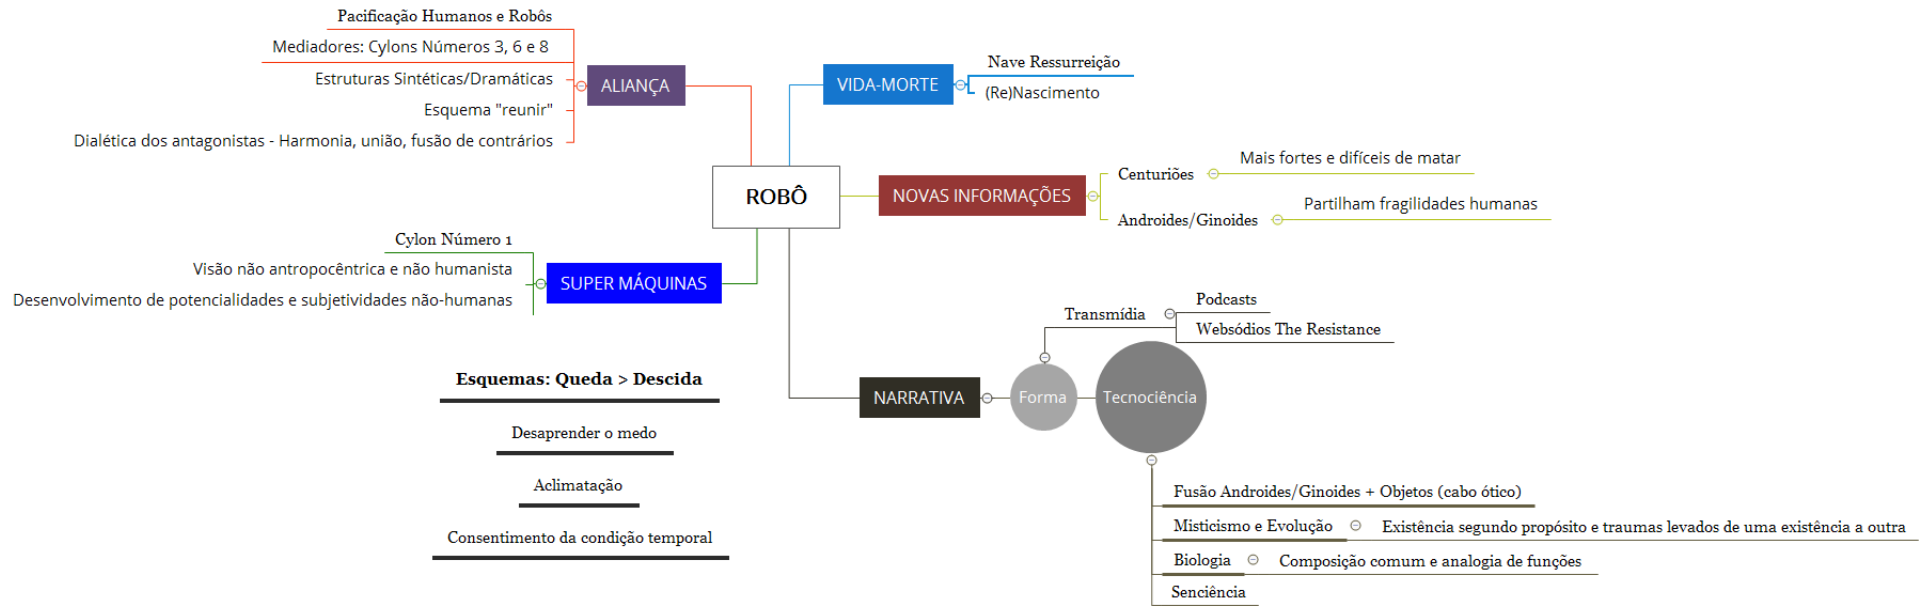 Pacificação Humanos e Robôs
Mediadores: Cylons Números 3, 6 e 8
Estruturas Sintéticas/Dramáticas
Esquema "reunir"
Dialética dos antagonistas - Harmonia, união, fusão de contrários
ALIANÇA
VIDA-MORTE
Nave Ressurreição
(Re)Nascimento
ROBÔ
NOVAS INFORMAÇÕES
Centuriões
Mais fortes e difíceis de matar
Androides/Ginoides
Partilham fragilidades humanas
Cylon Número 1
Visão não antropocêntrica e não humanista
Desenvolvimento de potencialidades e subjetividades não-humanas
SUPER MÁQUINAS
NARRATIVA
Forma
Transmídia
Podcasts
Websódios The Resistance
Tecnociência
Fusão Androides/Ginoides + Objetos (cabo ótico)
Misticismo e Evolução
Existência segundo propósito e traumas levados de uma existência a outra
Biologia
Composição comum e analogia de funções
Senciência
Esquemas: Queda > Descida
Desaprender o medo
Aclimatação
Consentimento da condição temporal